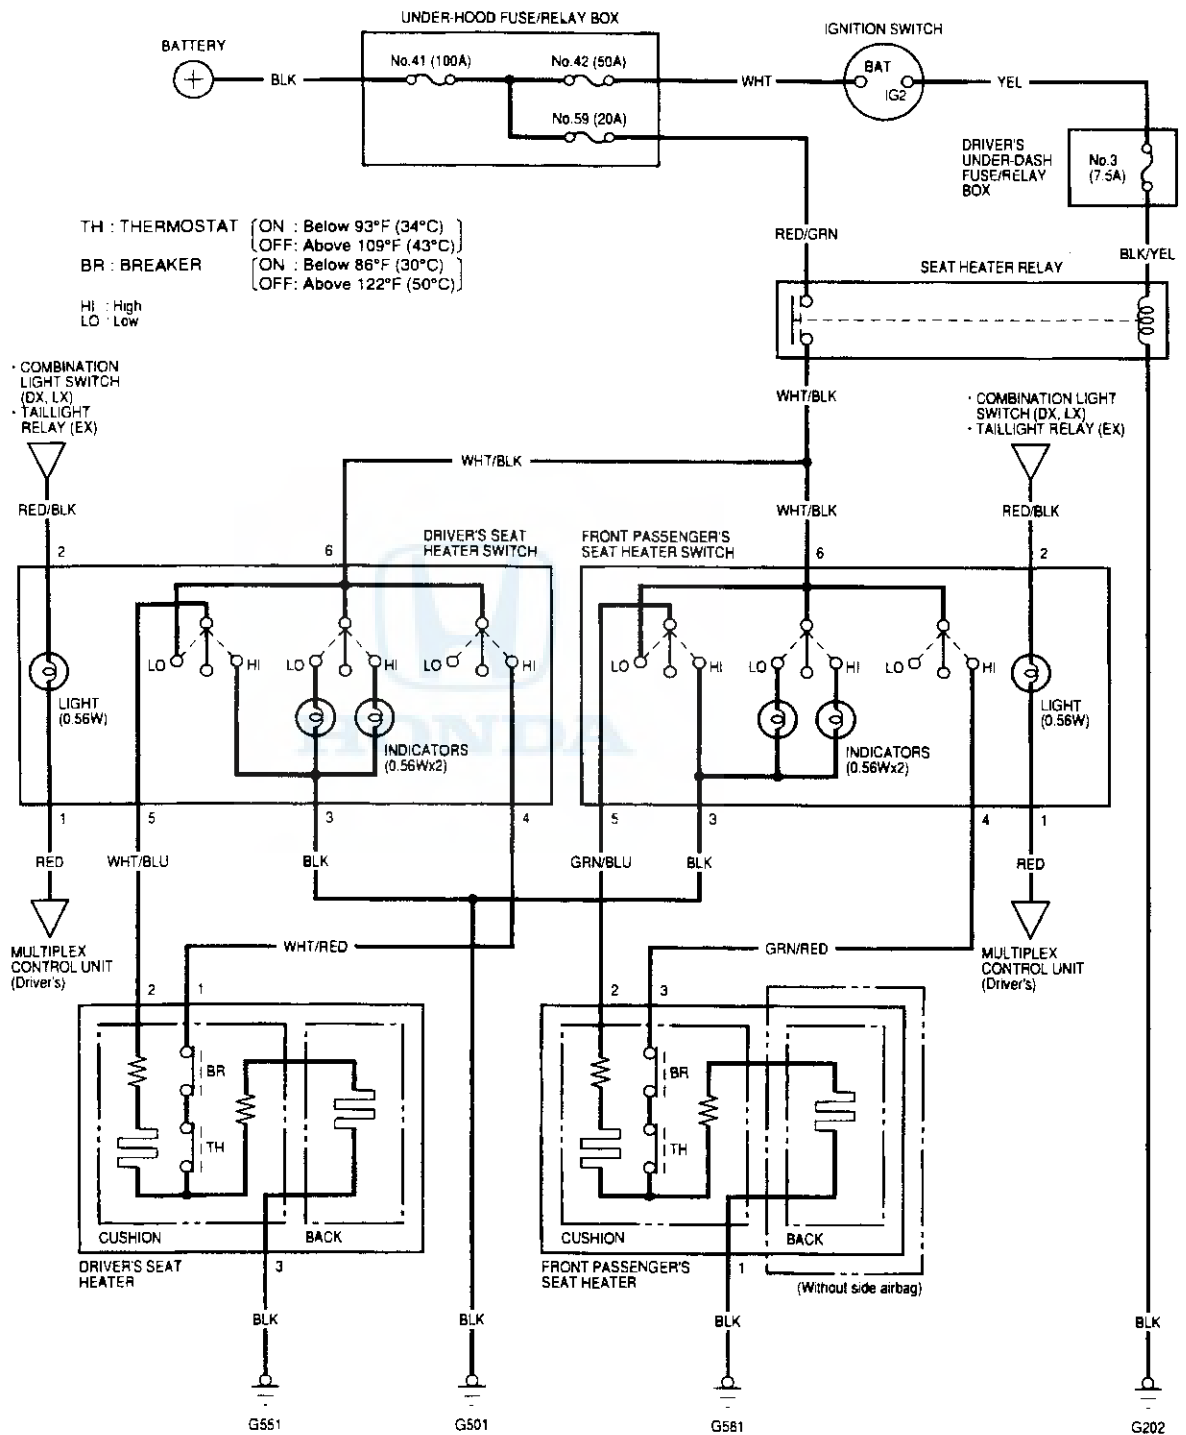 UNDER-HOOD FUSE/RELAY BOX
IGNITION SWITCH
BATTERY
No.41 (100A)
No.42 (50A)
BAT
+
BLK
WHT
IG2
YEL
No.59 (20A)
DRIVER'S
UNDER-DASH
FUSE/RELAY
BOX
No.3
(7.5A)
TH : THERMOSTAT
ON : Below 93°F (34°C)
OFF: Above 109°F (43°C)
BR : BREAKER
ON : Below 86°F (30°C)
OFF: Above 122°F (50°C)
HI : High
LO : Low
RED/GRN
BLK/YEL
SEAT HEATER RELAY
· COMBINATION
LIGHT SWITCH
(DX, LX)
· TAILLIGHT
RELAY (EX)
WHT/BLK
· COMBINATION LIGHT
SWITCH (DX, LX)
· TAILLIGHT RELAY (EX)
WHT/BLK
RED/BLK
WHT/BLK
RED/BLK
2
6
DRIVER'S SEAT
HEATER SWITCH
FRONT PASSENGER'S
SEAT HEATER SWITCH
6
2
LO
HI
LO
HI
LO
HI
LO
HI
LO
HI
LO
HI
LIGHT
(0.56W)
INDICATORS
(0.56Wx2)
INDICATORS
(0.56Wx2)
LIGHT
(0.56W)
HONDA
1
5
3
4
5
3
4
1
RED
WHT/BLU
BLK
GRN/BLU
BLK
RED
MULTIPLEX
CONTROL UNIT
(Driver's)
WHT/RED
GRN/RED
MULTIPLEX
CONTROL UNIT
(Driver's)
2
1
2
3
BR
TH
BR
TH
CUSHION
BACK
CUSHION
BACK
DRIVER'S SEAT
HEATER
3
FRONT PASSENGER'S
SEAT HEATER
1
(Without side airbag)
BLK
BLK
BLK
BLK
G551
G501
G581
G202